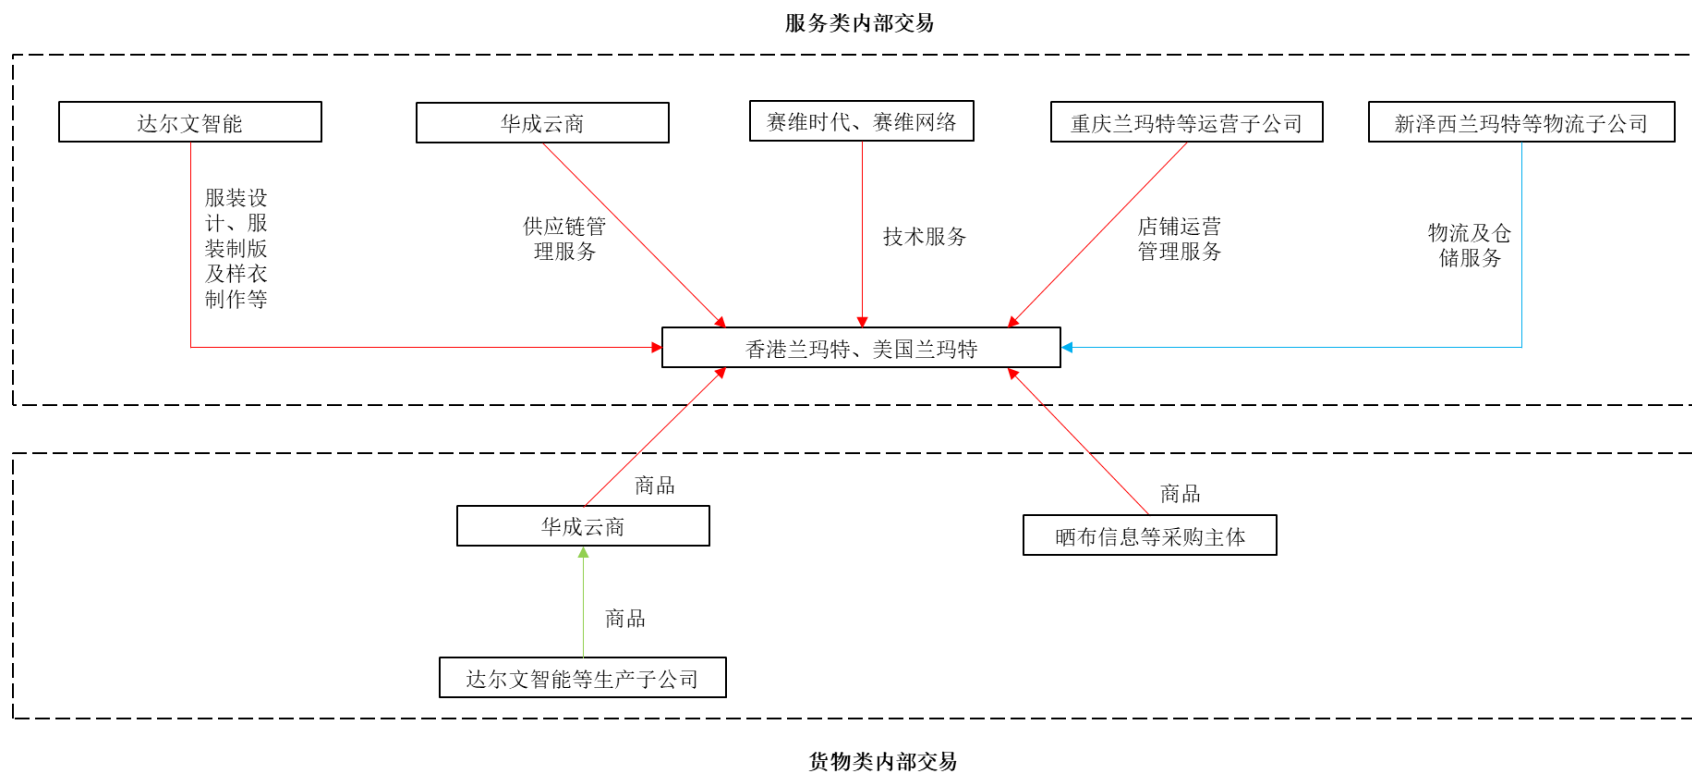 服务类内部交易
达尔文智能
华成云商
赛维时代、赛维网络
重庆兰玛特等运营子公司
新泽西兰玛特等物流子公司
服装设
计、服
装制版
及样衣
制作等
供应链管
理服务
技术服务
店铺运营
管理服务
物流及仓
储服务
香港兰玛特、美国兰玛特
商品
商品
华成云商
晒布信息等采购主体
商品
达尔文智能等生产子公司
货物类内部交易